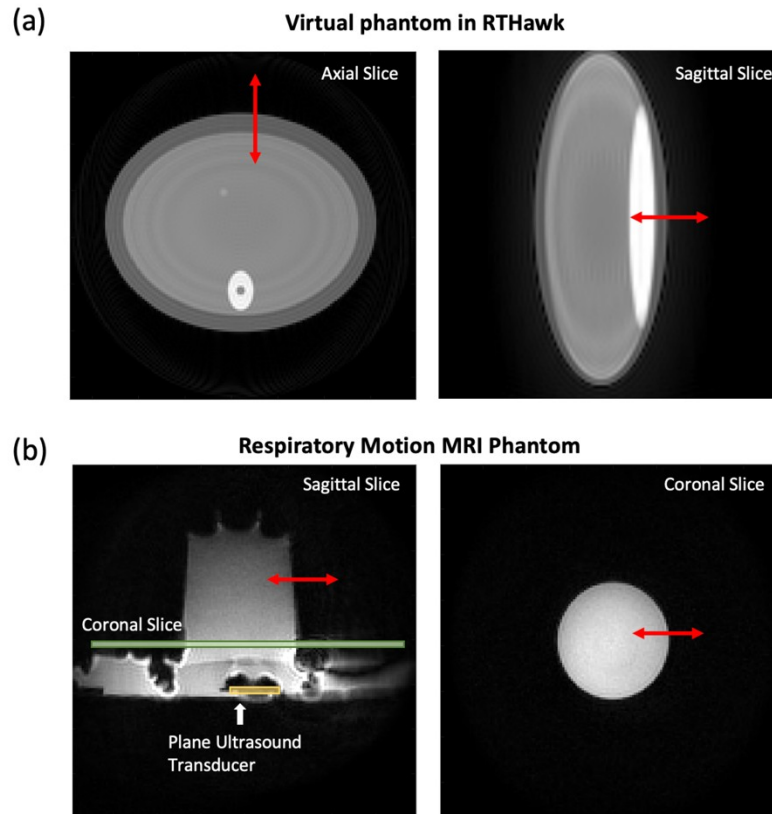 (a)
Virtual phantom in RTHawk
Axial Slice
Sagittal Slice
(b)
Respiratory Motion MRI Phantom
Sagittal Slice
Coronal Slice
Coronal Slice
Plane Ultrasound
Transducer